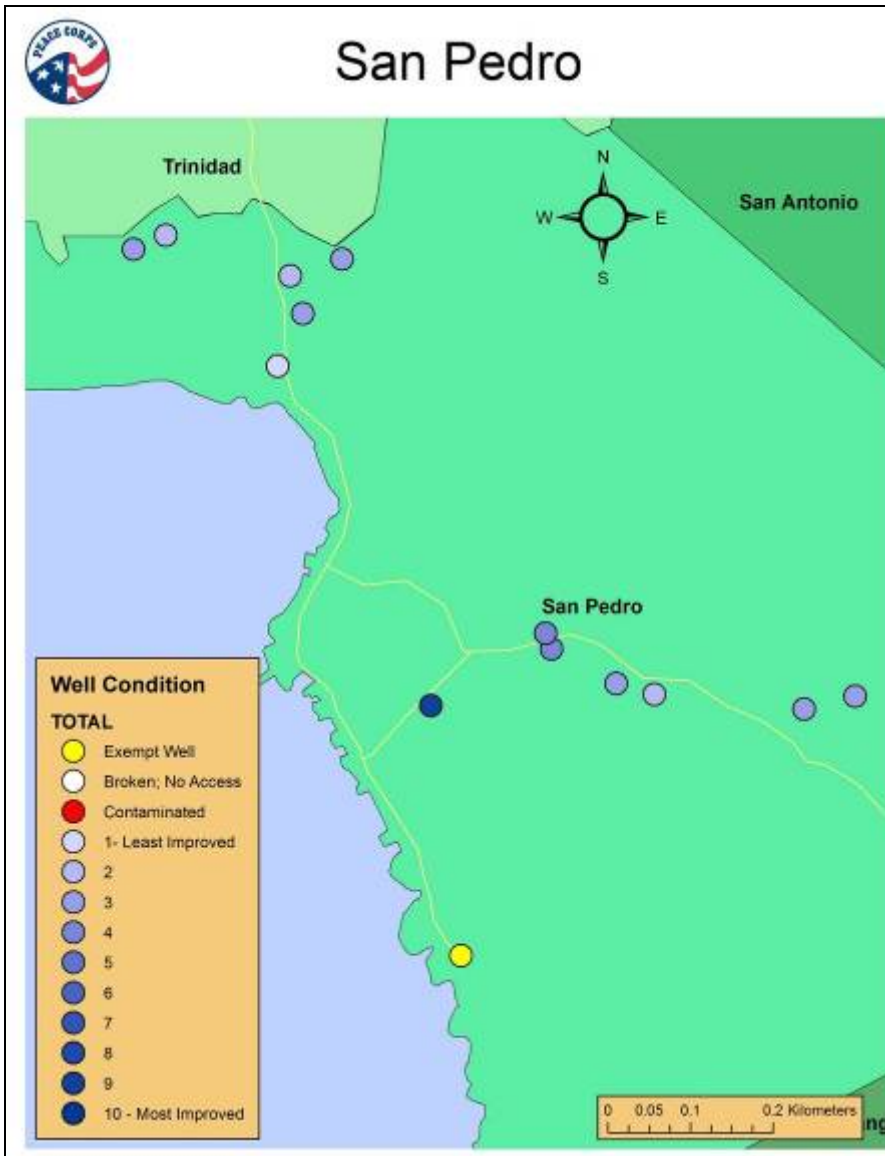 PEACE CORPS
San Pedro
Trinidad
San Antonio
N
W E
S
San Pedro
Well Condition
TOTAL
Exempt Well
Broken; No Access
Contaminated
1- Least Improved
2
3
4
5
6
7
8
9
10 - Most Improved
0 0.05 0.1 0.2 Kilometers